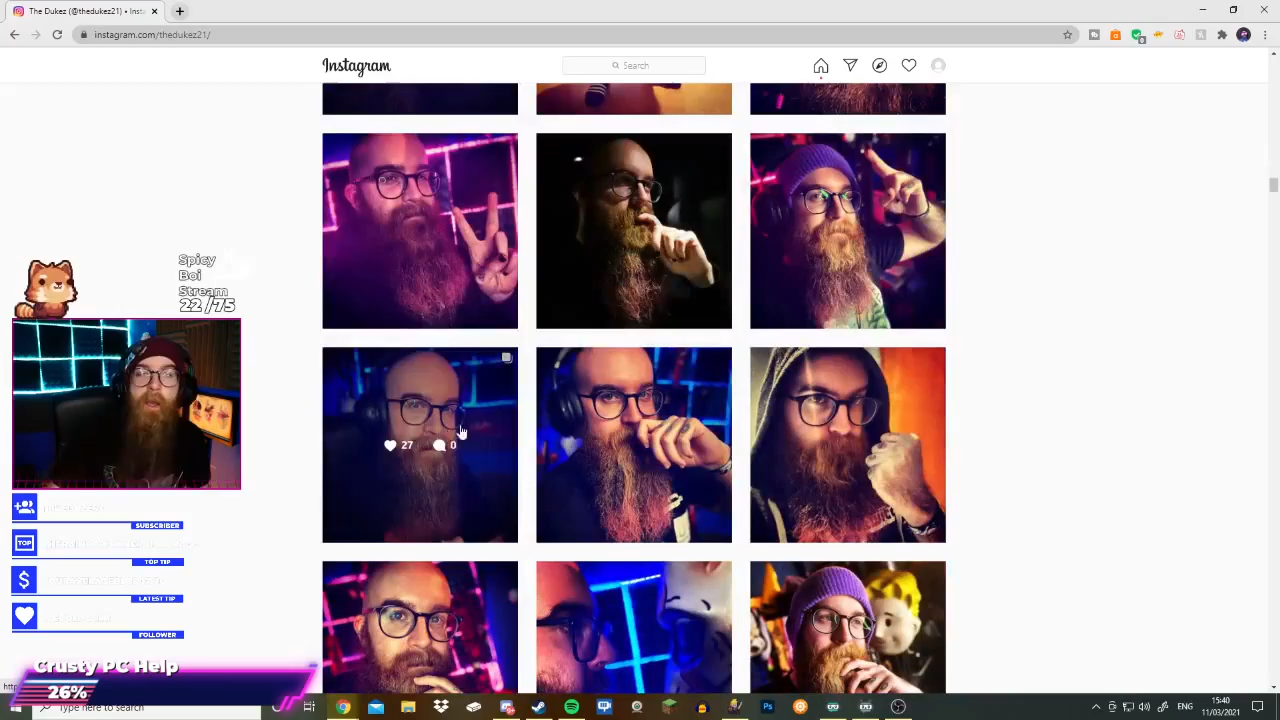 The Dukez (@thedukez21) • Insta
instagram.com/thedukez21/
Instagram
Search
Spicy
Boi
Stream
22 /75
27
0
SUBSCRIBER
TOP
TOP TIP
$
LATEST TIP
FOLLOWER
Crusty PC Help
26%
Type here to search
15:40
11/03/2021